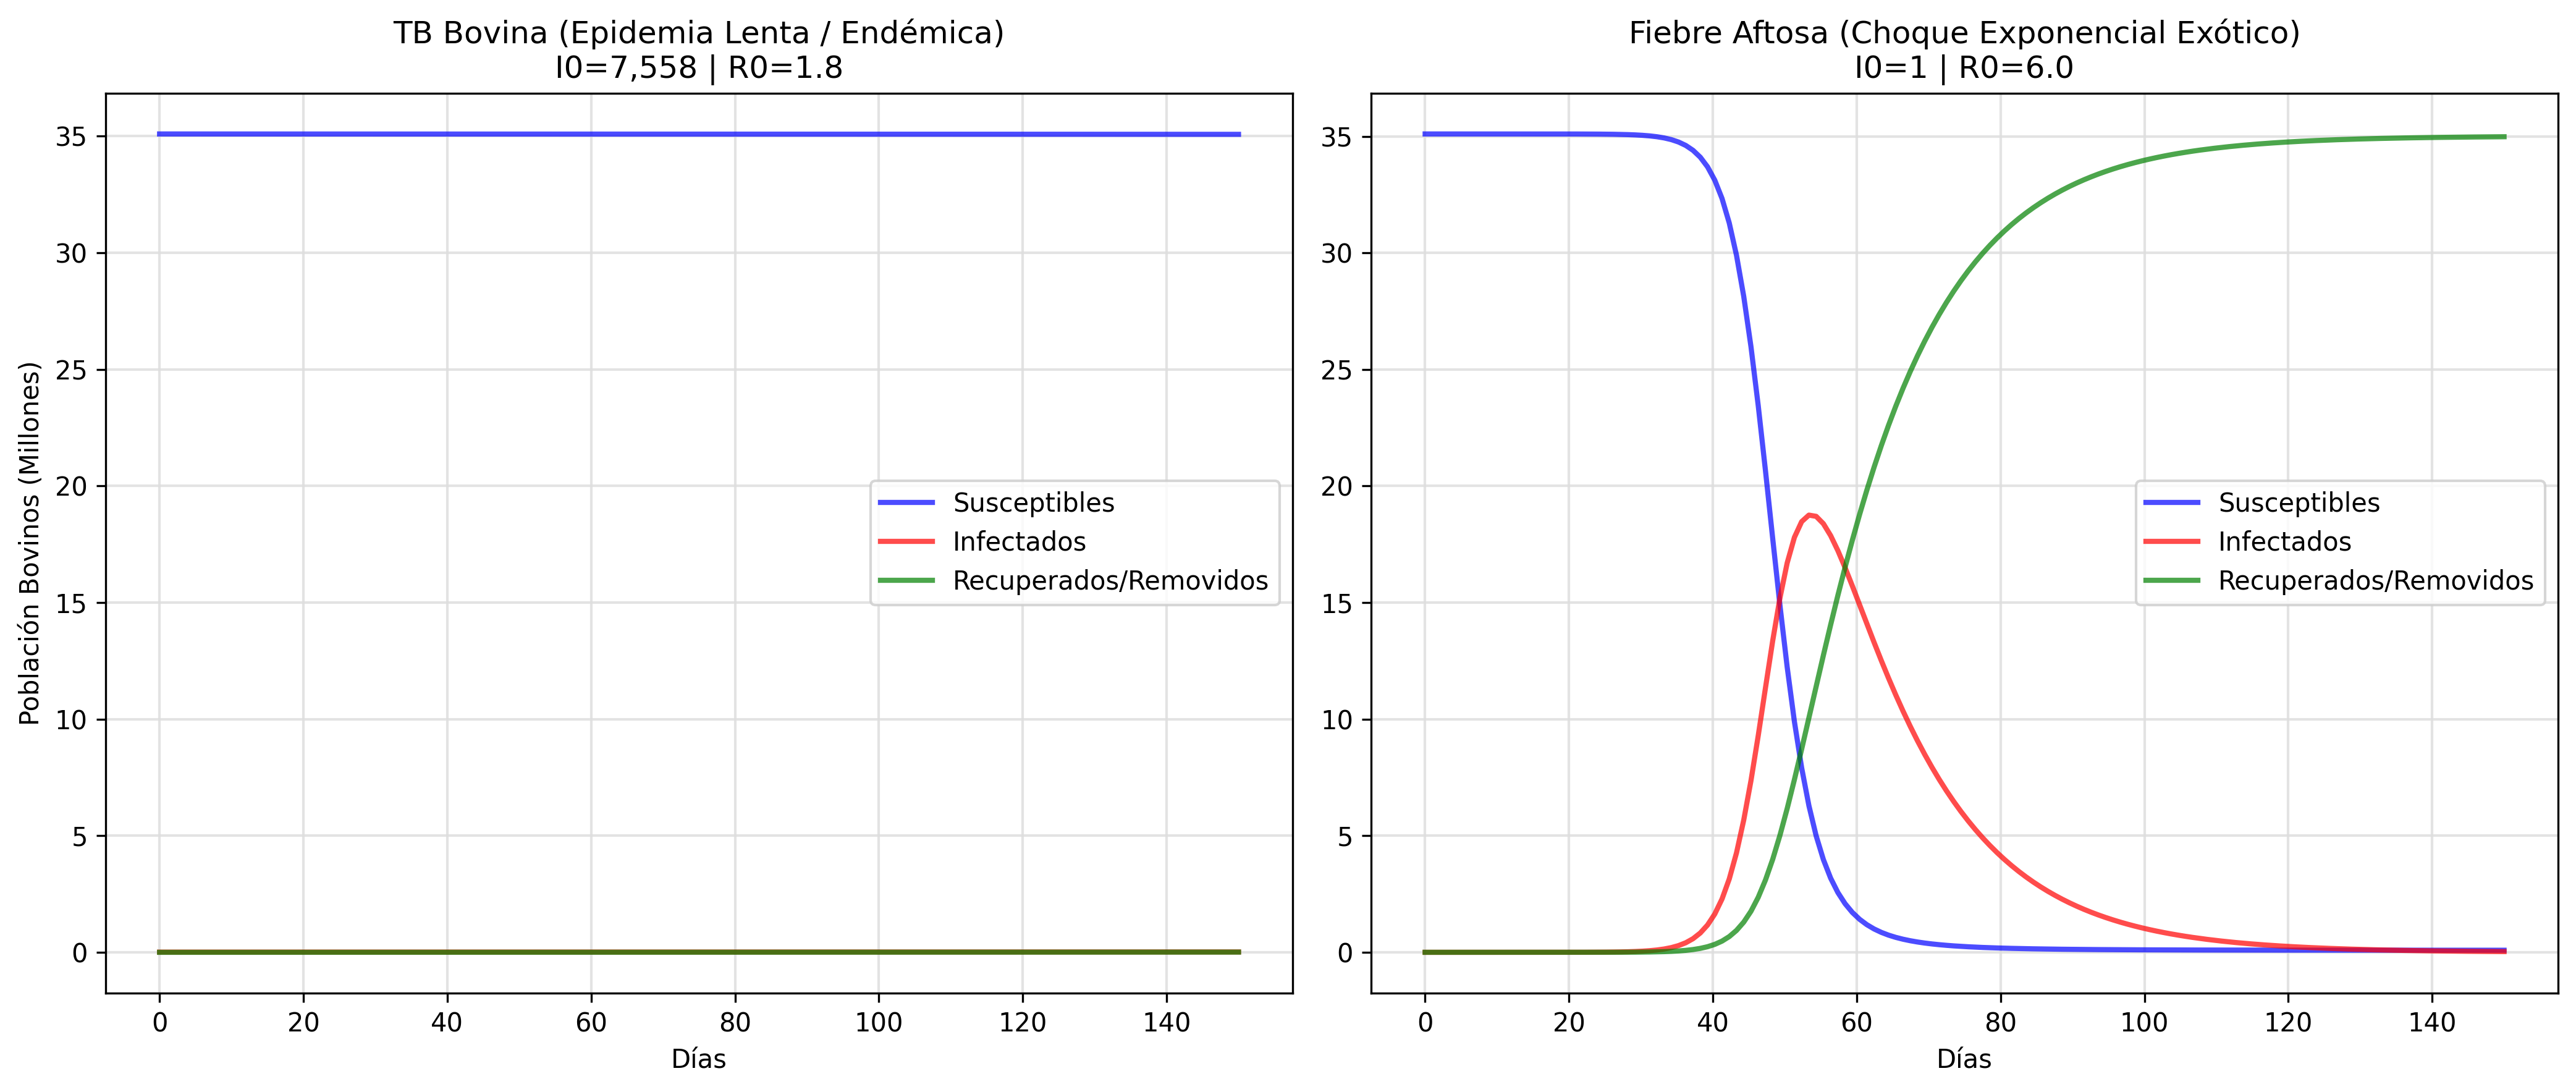 TB Bovina (Epidemia Lenta / Endémica)
I0=7,558 | R0=1.8
Población Bovinos (Millones)
35
30
25
20
15
10
5
0
Susceptibles
Infectados
Recuperados/Removidos
0 20 40 60 80 100 120 140
Días
Fiebre Aftosa (Choque Exponencial Exótico)
I0=1 | R0=6.0
35
30
25
20
15
10
5
0
Susceptibles
Infectados
Recuperados/Removidos
0 20 40 60 80 100 120 140
Días